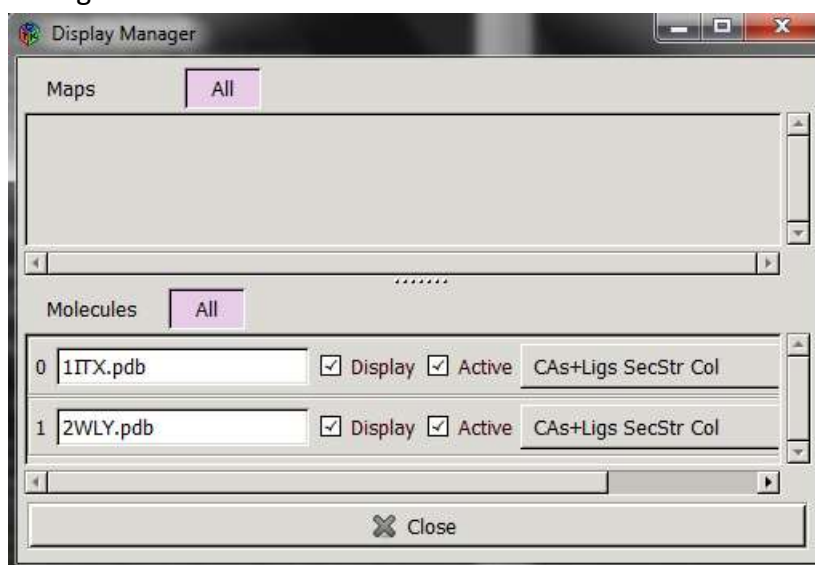 Display Manager
Maps All
Molecules All
0 1ITX.pdb Display Active CAs+Ligs SecStr Col
1 2WLY.pdb Display Active CAs+Ligs SecStr Col
Close